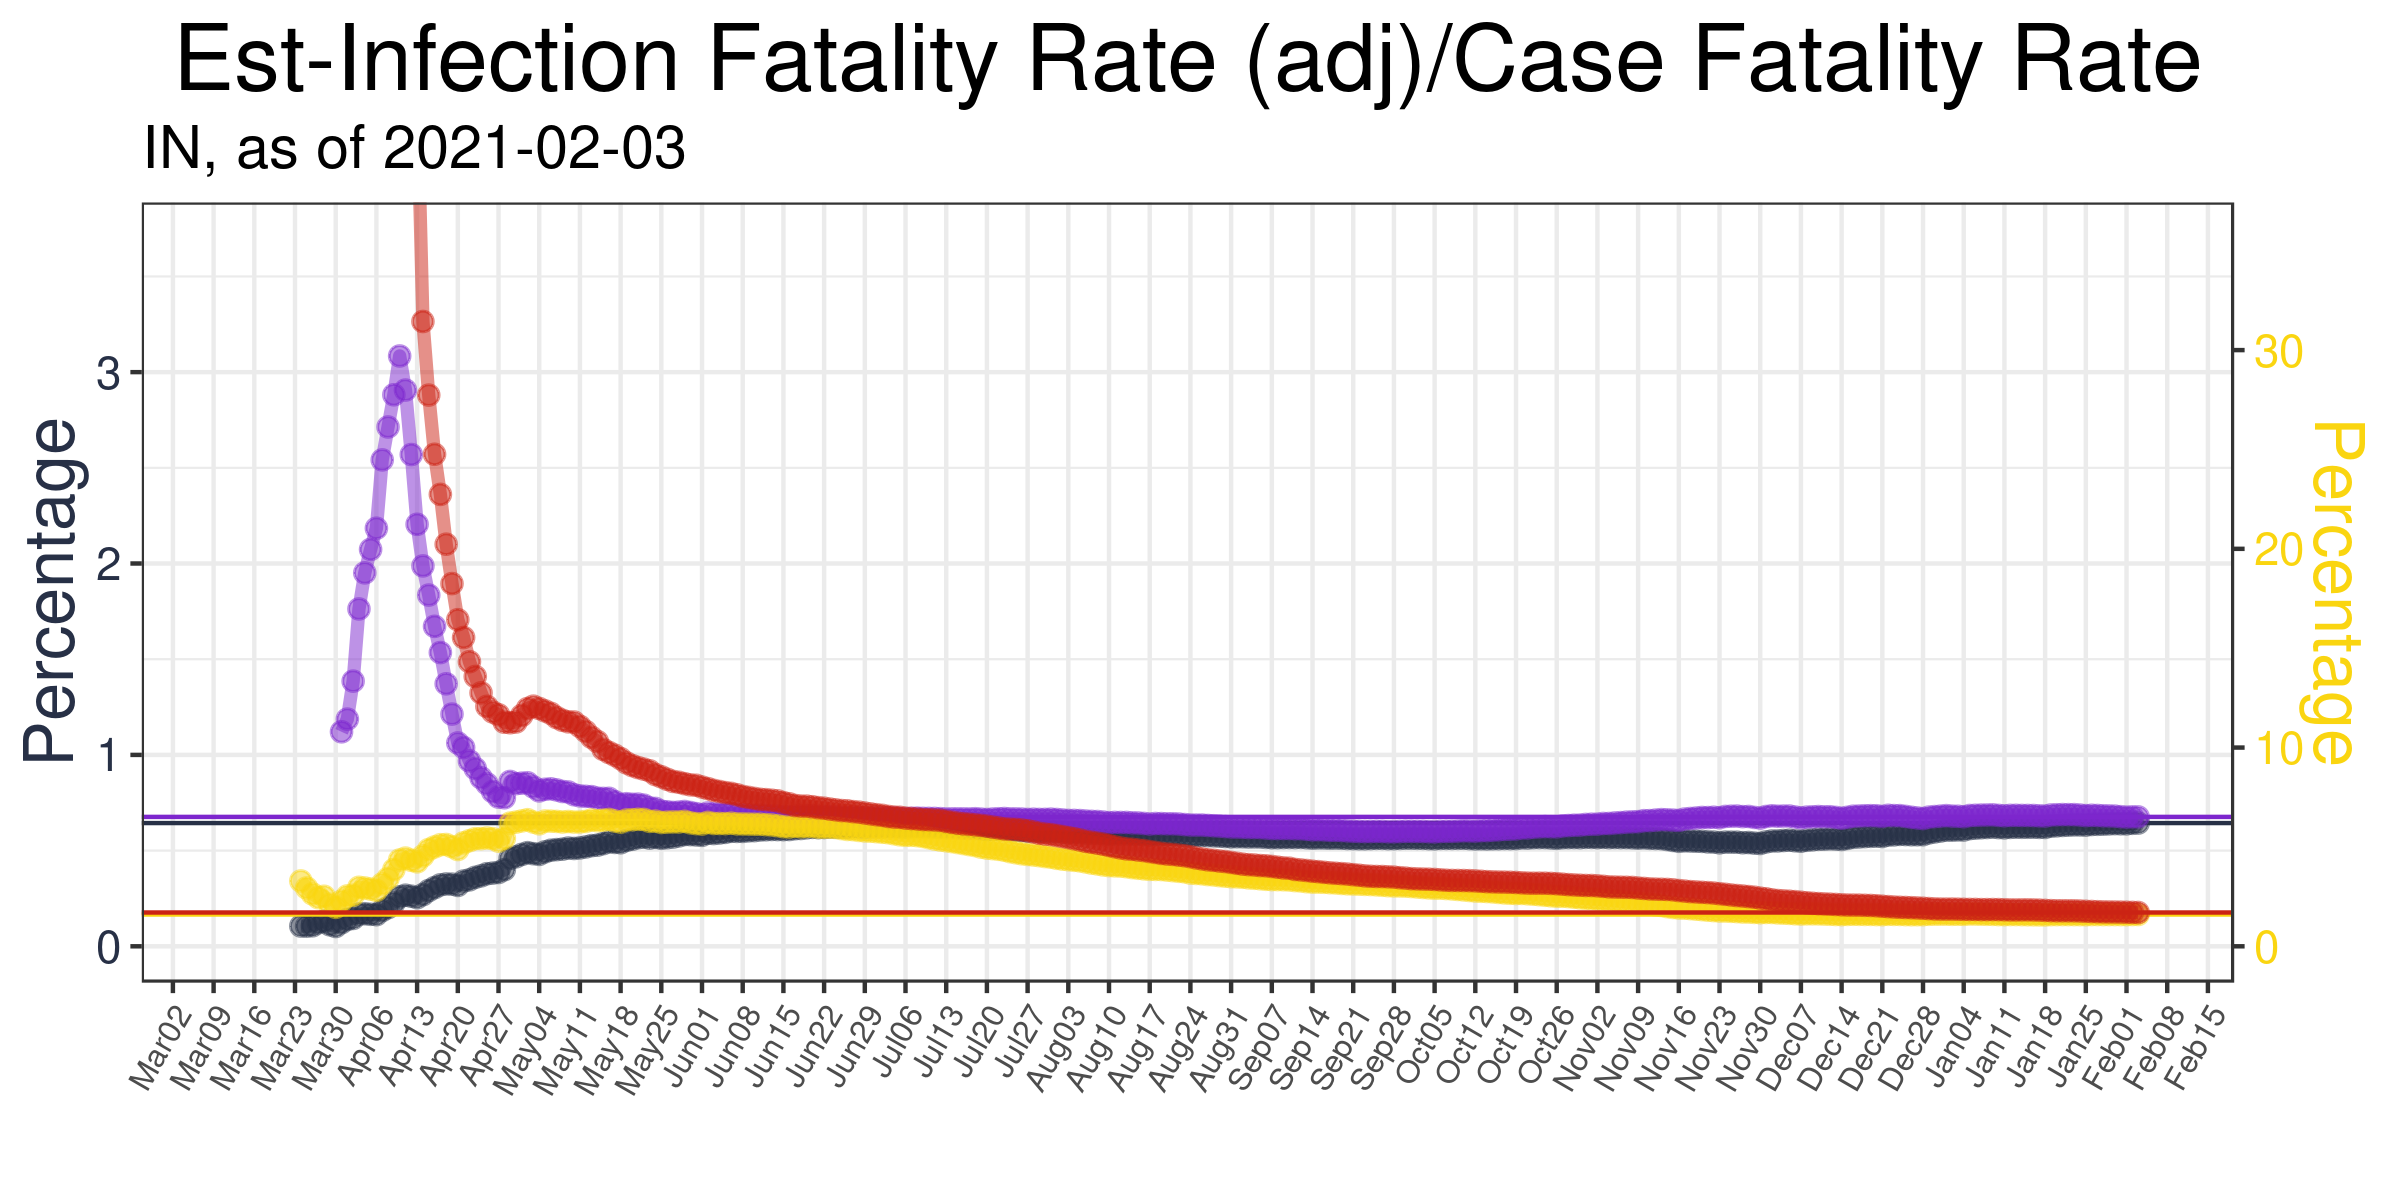 Est-Infection Fatality Rate (adj)/Case Fatality Rate
IN, as of 2021-02-03
Percentage
3
2
1
0
Percentage
30
20
10
0
Mar02
Mar09
Mar16
Mar23
Mar30
Apr06
Apr13
Apr20
Apr27
May04
May11
May18
May25
Jun01
Jun08
Jun15
Jun22
Jun29
Jul06
Jul13
Jul20
Jul27
Aug03
Aug10
Aug17
Aug24
Aug31
Sep07
Sep14
Sep21
Sep28
Oct05
Oct12
Oct19
Oct26
Nov02
Nov09
Nov16
Nov23
Nov30
Dec07
Dec14
Dec21
Dec28
Jan04
Jan11
Jan18
Jan25
Feb01
Feb08
Feb15